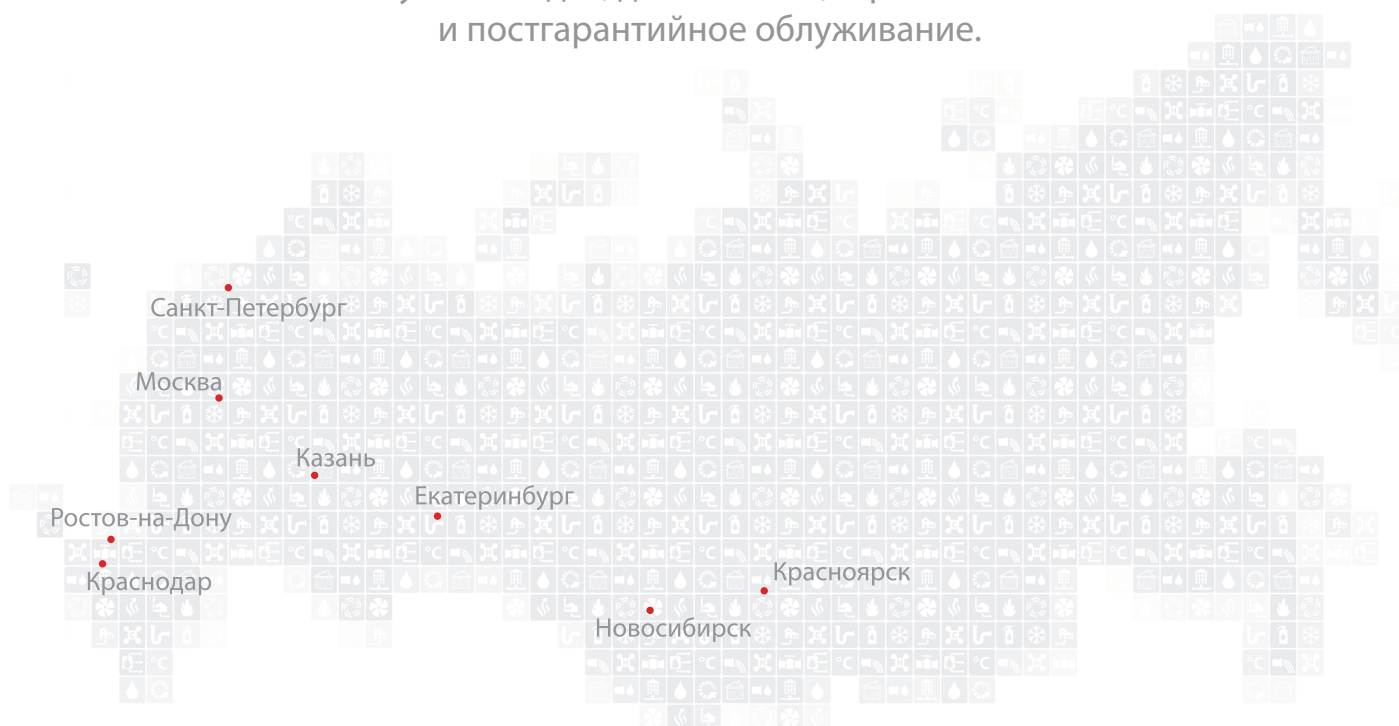 и постгарантийное облуживание.
Санкт-Петербург
Москва
Казань
Екатеринбург
Ростов-на-Дону
Краснодар
Красноярск
Новосибирск